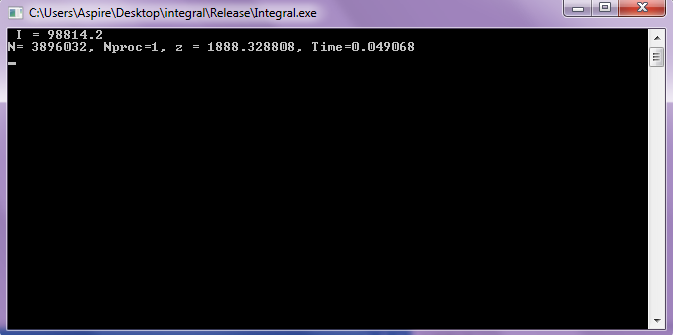 C:\Users\Aspire\Desktop\integral\Release\Integral.exe
I = 98814.2
N= 3896032, Nproc=1, z = 1888.328808, Time=0.049068